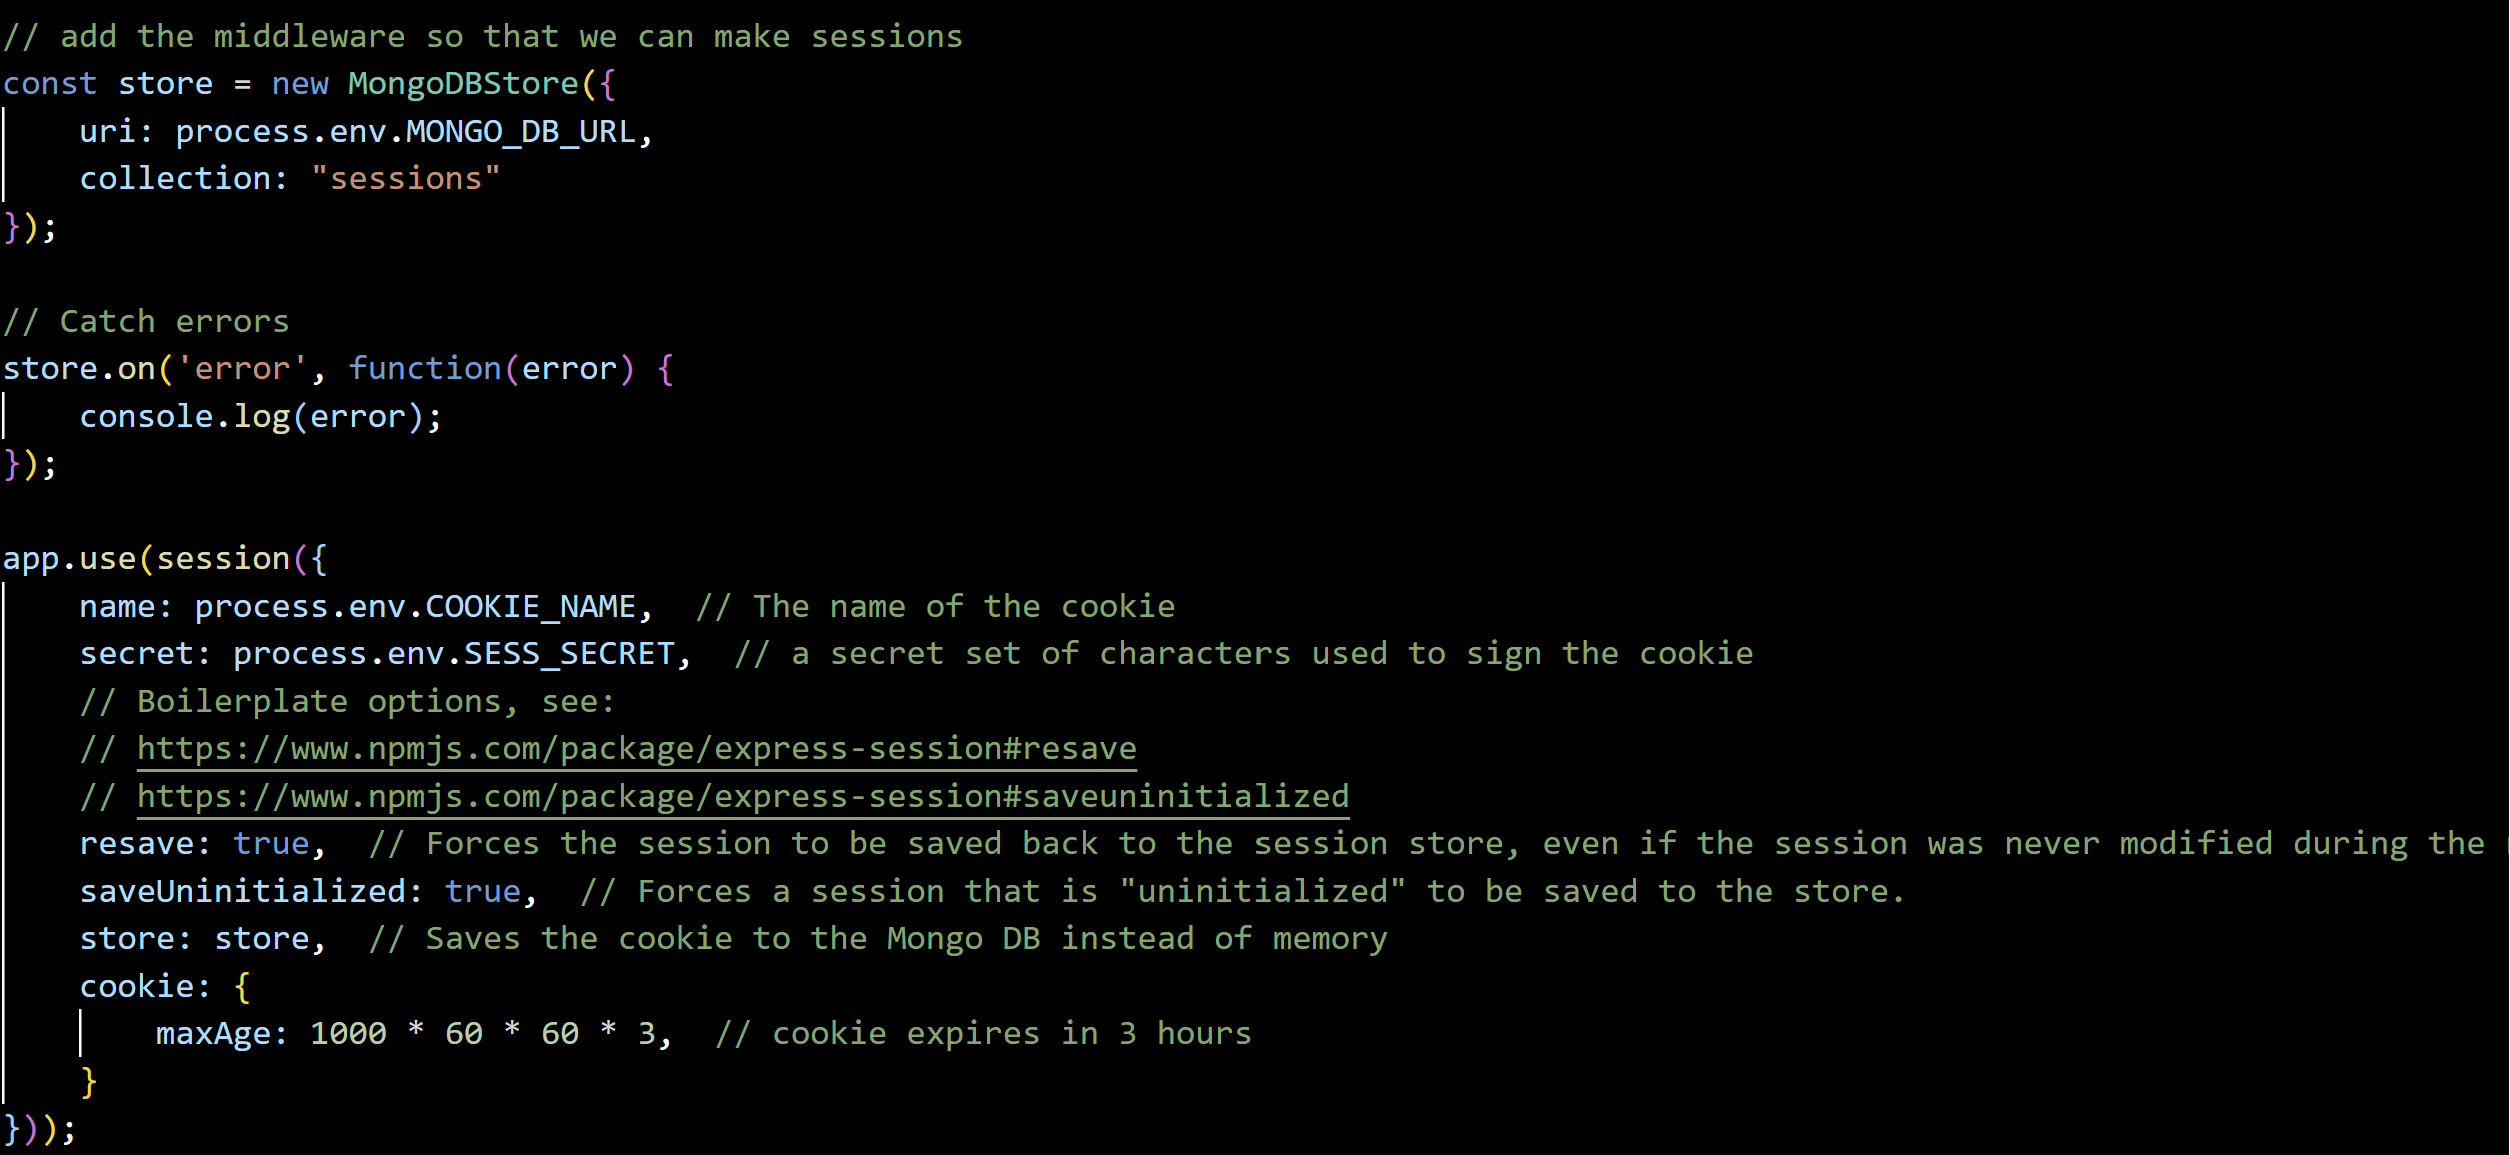 // add the middleware so that we can make sessions
const store = new MongoDBStore({
    uri: process.env.MONGO_DB_URL,
    collection: "sessions"
});

// Catch errors
store.on('error', function(error) {
    console.log(error);
});

app.use(session({
    name: process.env.COOKIE_NAME,  // The name of the cookie
    secret: process.env.SESS_SECRET,  // a secret set of characters used to sign the cookie
    // Boilerplate options, see:
    // https://www.npmjs.com/package/express-session#resave
    // https://www.npmjs.com/package/express-session#saveuninitialized
    resave: true,  // Forces the session to be saved back to the session store, even if the session was never modified during the
    saveUninitialized: true,  // Forces a session that is "uninitialized" to be saved to the store.
    store: store,  // Saves the cookie to the Mongo DB instead of memory
    cookie: {
        maxAge: 1000 * 60 * 60 * 3,  // cookie expires in 3 hours
    }
}));